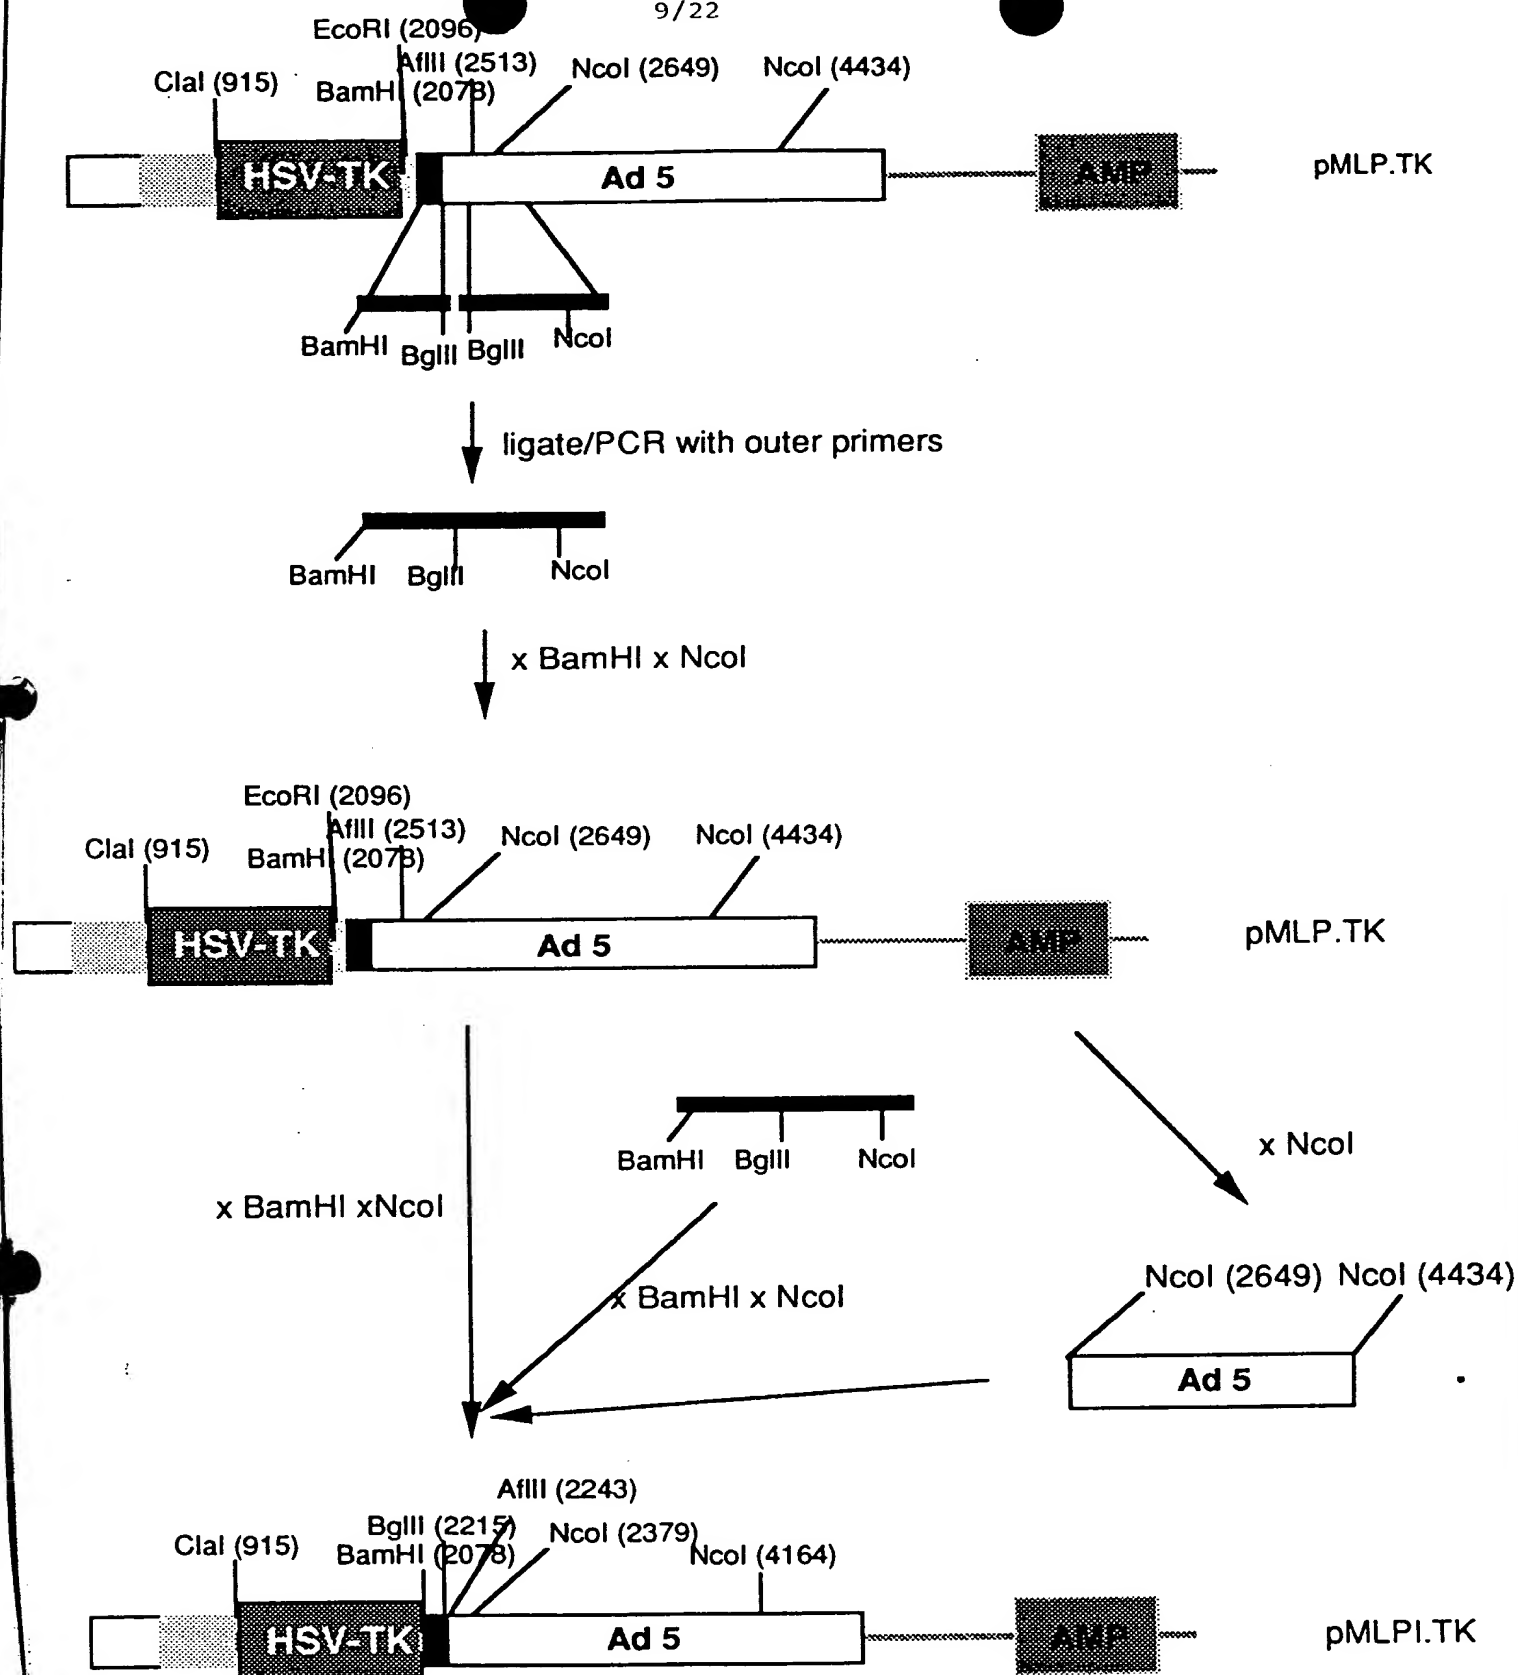 9/22
EcoRI (2096)
AflII (2513)
NcoI (2649)
NcoI (4434)
ClaI (915)
BamHI (2078)
HSV-TK
Ad 5
AMP
pMLP.TK
BamHI
BglII
BglII
NcoI
ligate/PCR with outer primers
BamHI
BglII
NcoI
x BamHI x NcoI
EcoRI (2096)
AflII (2513)
NcoI (2649)
NcoI (4434)
ClaI (915)
BamHI (2078)
HSV-TK
Ad 5
AMP
pMLP.TK
BamHI
BglII
NcoI
x NcoI
x BamHI xNcoI
x BamHI x NcoI
NcoI (2649)
NcoI (4434)
Ad 5
AflII (2243)
BglII (2215)
NcoI (2379)
ClaI (915)
BamHI (2078)
NcoI (4164)
HSV-TK
Ad 5
AMP
pMLPI.TK